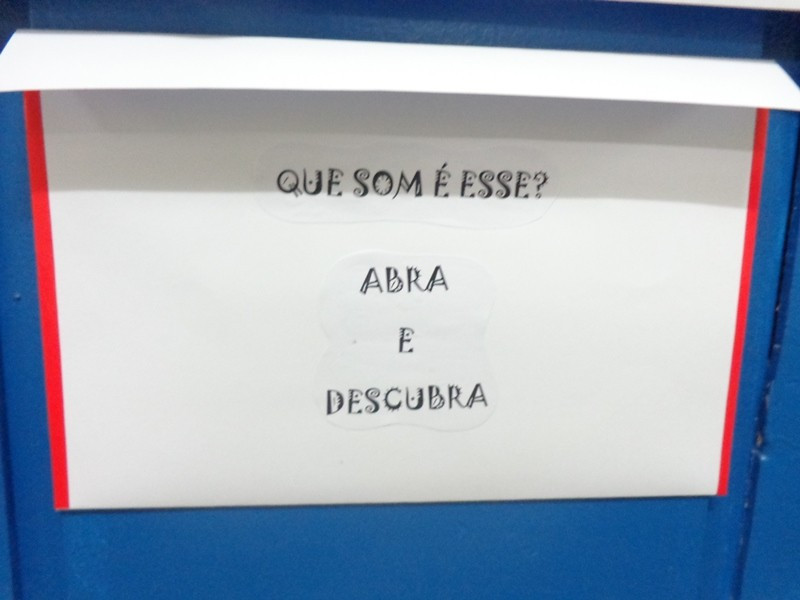 QUE SOM É ESSE?
ABRA
E
DESCUBRA